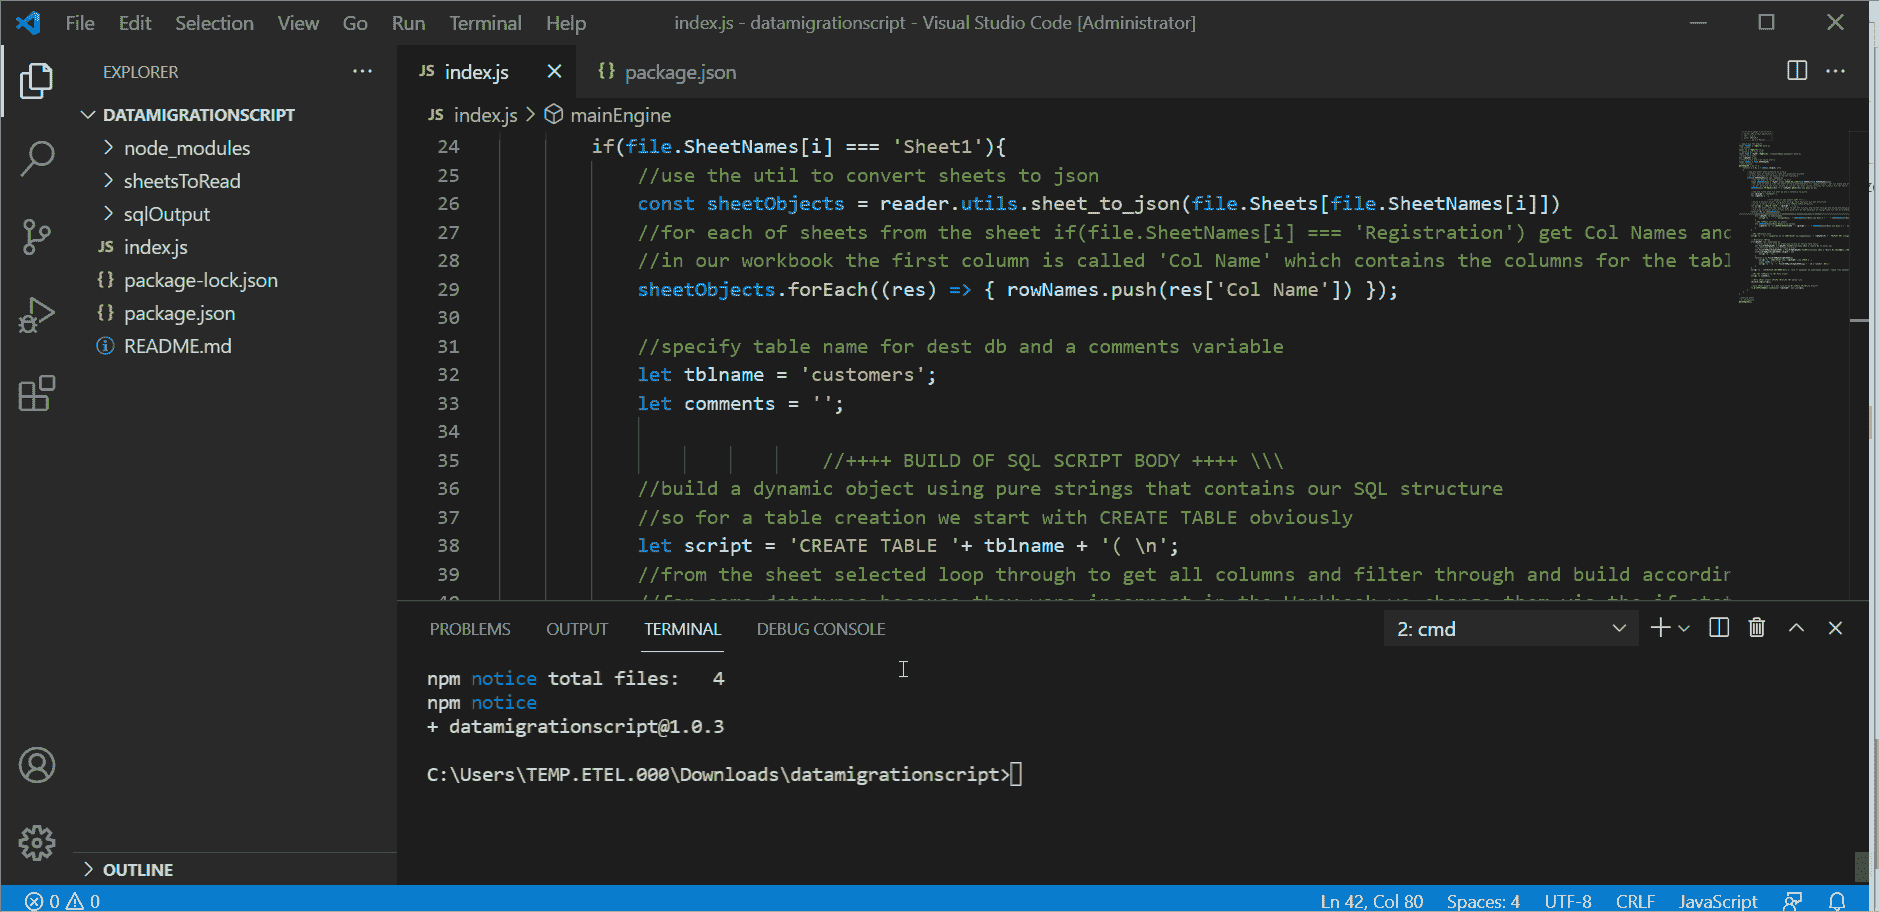 File Edit Selection View Go Run Terminal Help index.js - datamigrationscript - Visual Studio Code [Administrator]
EXPLORER
DATAMIGRATIONSCRIPT
node_modules
sheetsToRead
sqlOutput
JS index.js
{} package-lock.json
{} package.json
README.md
OUTLINE
JS index.js {} package.json
JS index.js > mainEngine
24 if(file.SheetNames[i] === 'Sheet1'){
25 //use the util to convert sheets to json
26 const sheetObjects = reader.utils.sheet_to_json(file.Sheets[file.SheetNames[i]])
27 //for each of sheets from the sheet if(file.SheetNames[i] === 'Registration') get Col Names and
28 //in our workbook the first column is called 'Col Name' which contains the columns for the tabl
29 sheetObjects.forEach((res) => { rowNames.push(res['Col Name']) });
30
31 //specify table name for dest db and a comments variable
32 let tblname = 'customers';
33 let comments = '';
34
35 //++++ BUILD OF SQL SCRIPT BODY ++++ \\\
36 //build a dynamic object using pure strings that contains our SQL structure
37 //so for a table creation we start with CREATE TABLE obviously
38 let script = 'CREATE TABLE '+ tblname + '( \n';
39 //from the sheet selected loop through to get all columns and filter through and build accordin
PROBLEMS OUTPUT TERMINAL DEBUG CONSOLE 2: cmd
npm notice total files: 4
npm notice
+ datamigrationscript@1.0.3
C:\Users\TEMP.ETEL.000\Downloads\datamigrationscript>
0 0 Ln 42, Col 80 Spaces: 4 UTF-8 CRLF JavaScript